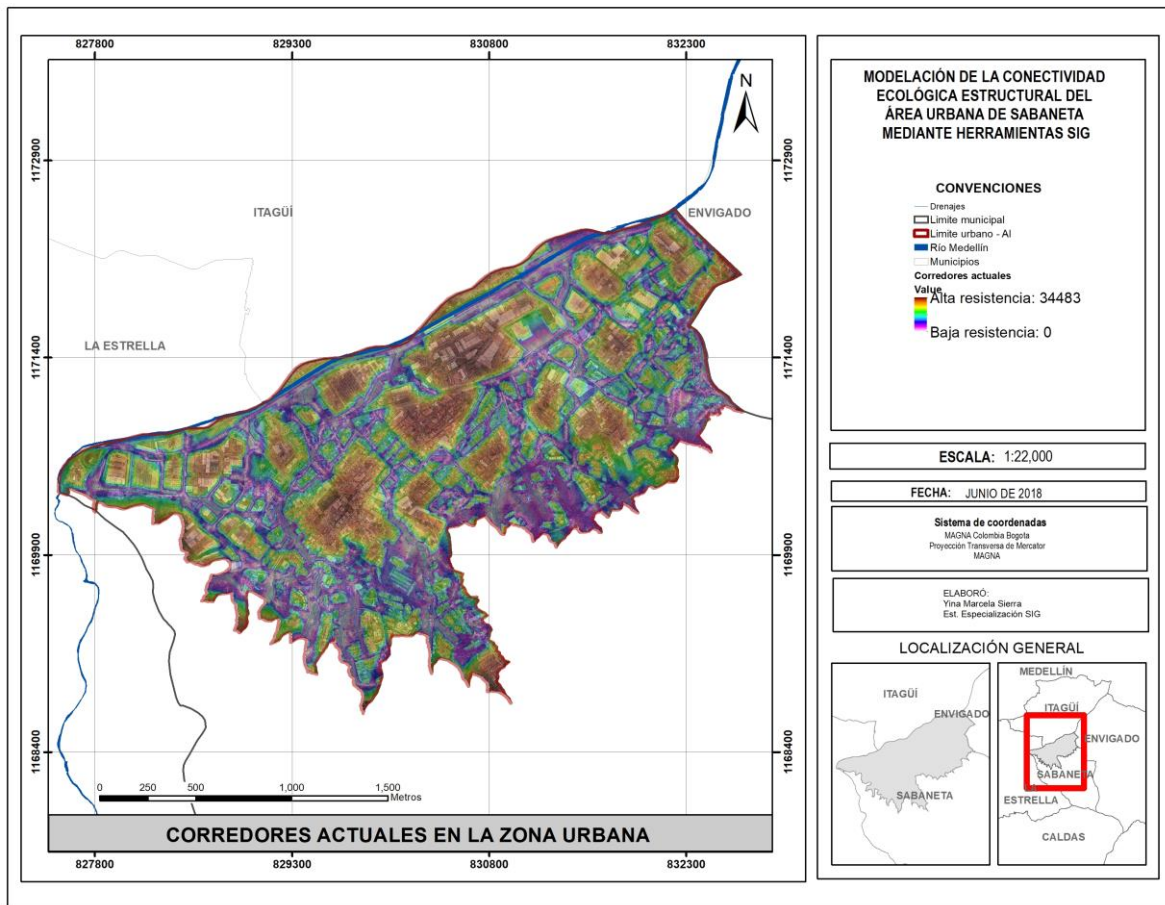 827800 829300 830800 832300
1172900 1172900
1171400 1171400
1169900 1169900
1168400 1168400
N
ITAGÜÍ
ENVIGADO
LA ESTRELLA
0 250 500 1,000 1,500
Metros
CORREDORES ACTUALES EN LA ZONA URBANA
827800 829300 830800 832300
MODELACIÓN DE LA CONECTIVIDAD
ECOLÓGICA ESTRUCTURAL DEL
ÁREA URBANA DE SABANETA
MEDIANTE HERRAMIENTAS SIG
CONVENCIONES
Drenajes
Limite municipal
Limite urbano - AI
Río Medellín
Municipios
Corredores actuales
Value
Alta resistencia: 34483
Baja resistencia: 0
ESCALA: 1:22,000
FECHA: JUNIO DE 2018
Sistema de coordenadas
MAGNA Colombia Bogota
Proyección Transversa de Mercator
MAGNA
ELABORÓ:
Yina Marcela Sierra
Est. Especialización SIG
LOCALIZACIÓN GENERAL
ITAGÜÍ
ENVIGADO
SABANETA
MEDELLÍN
ITAGÜÍ
ENVIGADO
SABANETA
ESTRELLA
CALDAS